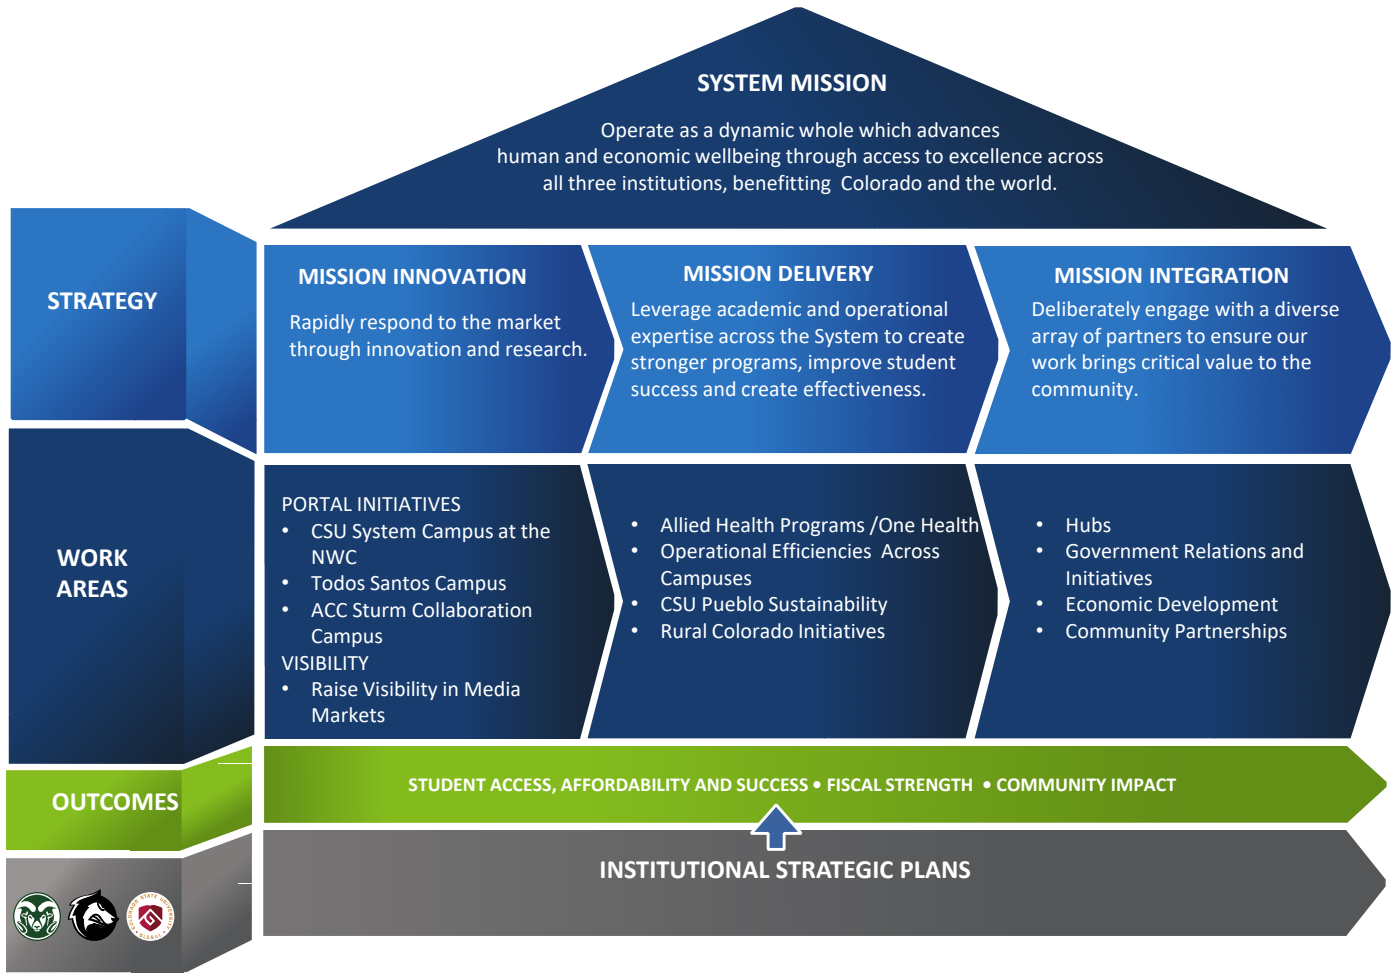 SYSTEM MISSION
Operate as a dynamic whole which advances
human and economic wellbeing through access to excellence across
all three institutions, benefitting Colorado and the world.
STRATEGY
MISSION INNOVATION
Rapidly respond to the market
through innovation and research.
MISSION DELIVERY
Leverage academic and operational
expertise across the System to create
stronger programs, improve student
success and create effectiveness.
MISSION INTEGRATION
Deliberately engage with a diverse
array of partners to ensure our
work brings critical value to the
community.
WORK
AREAS
PORTAL INITIATIVES
• CSU System Campus at the
NWC
• Todos Santos Campus
• ACC Sturm Collaboration
Campus
VISIBILITY
• Raise Visibility in Media
Markets
• Allied Health Programs /One Health
• Operational Efficiencies Across
Campuses
• CSU Pueblo Sustainability
• Rural Colorado Initiatives
• Hubs
• Government Relations and
Initiatives
• Economic Development
• Community Partnerships
OUTCOMES
STUDENT ACCESS, AFFORDABILITY AND SUCCESS • FISCAL STRENGTH • COMMUNITY IMPACT
INSTITUTIONAL STRATEGIC PLANS
COLORADO STATE UNIVERSITY
GLOBAL